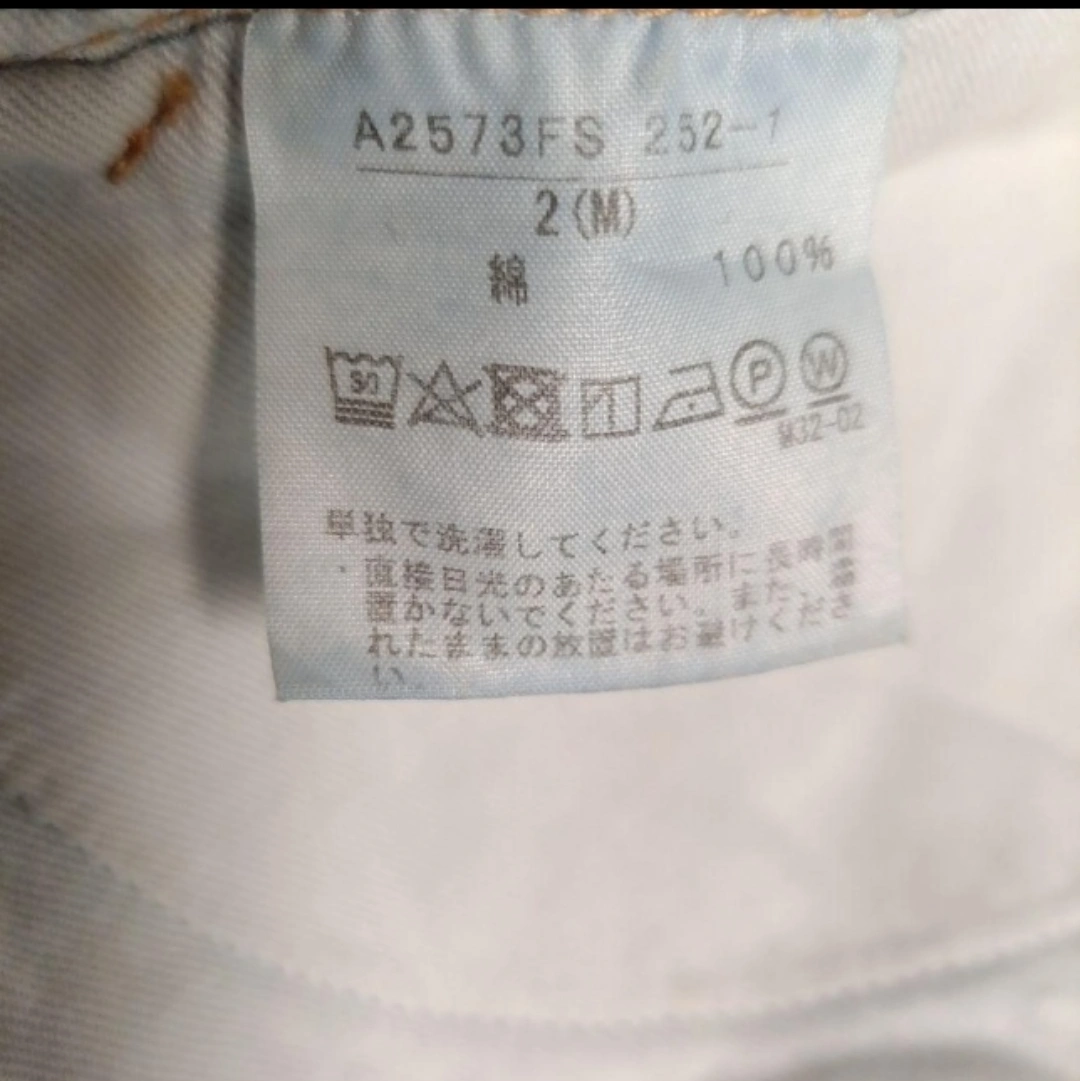 A2573FS 252-1
2(M)
綿 100%
30
P W
M32-02
単独で洗濯してください。
・直接日光のあたる場所に長時間
置かないでください。また、濡
れたままの放置はお避けくださ
い。